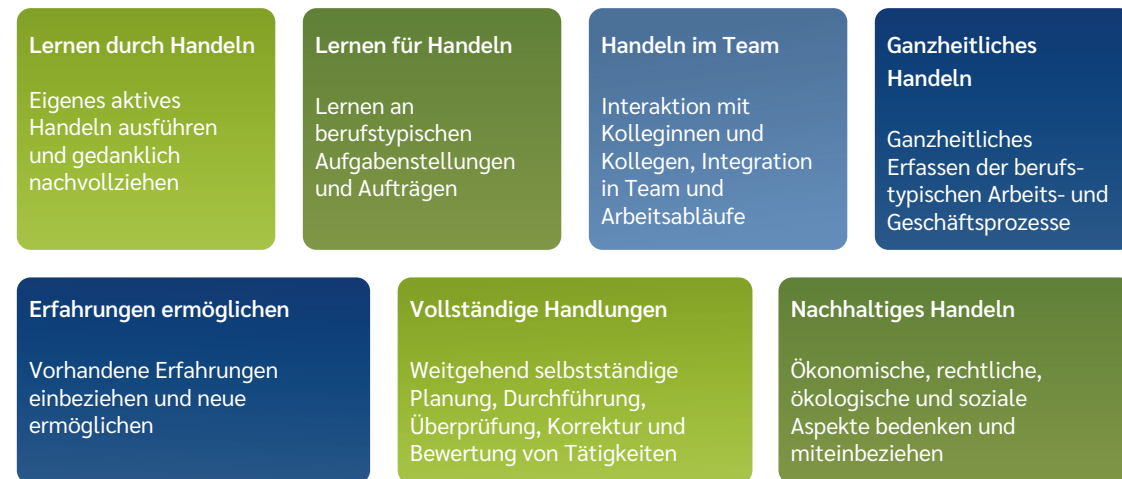 Lernen durch Handeln
Eigenes aktives
Handeln ausführen
und gedanklich
nachvollziehen
Lernen für Handeln
Lernen an
berufstypischen
Aufgabenstellungen
und Aufträgen
Handeln im Team
Interaktion mit
Kolleginnen und
Kollegen, Integration
in Team und
Arbeitsabläufe
Ganzheitliches
Handeln
Ganzheitliches
Erfassen der berufs-
typischen Arbeits- und
Geschäftsprozesse
Erfahrungen ermöglichen
Vorhandene Erfahrungen
einbeziehen und neue
ermöglichen
Vollständige Handlungen
Weitgehend selbstständige
Planung, Durchführung,
Überprüfung, Korrektur und
Bewertung von Tätigkeiten
Nachhaltiges Handeln
Ökonomische, rechtliche,
ökologische und soziale
Aspekte bedenken und
miteinbeziehen